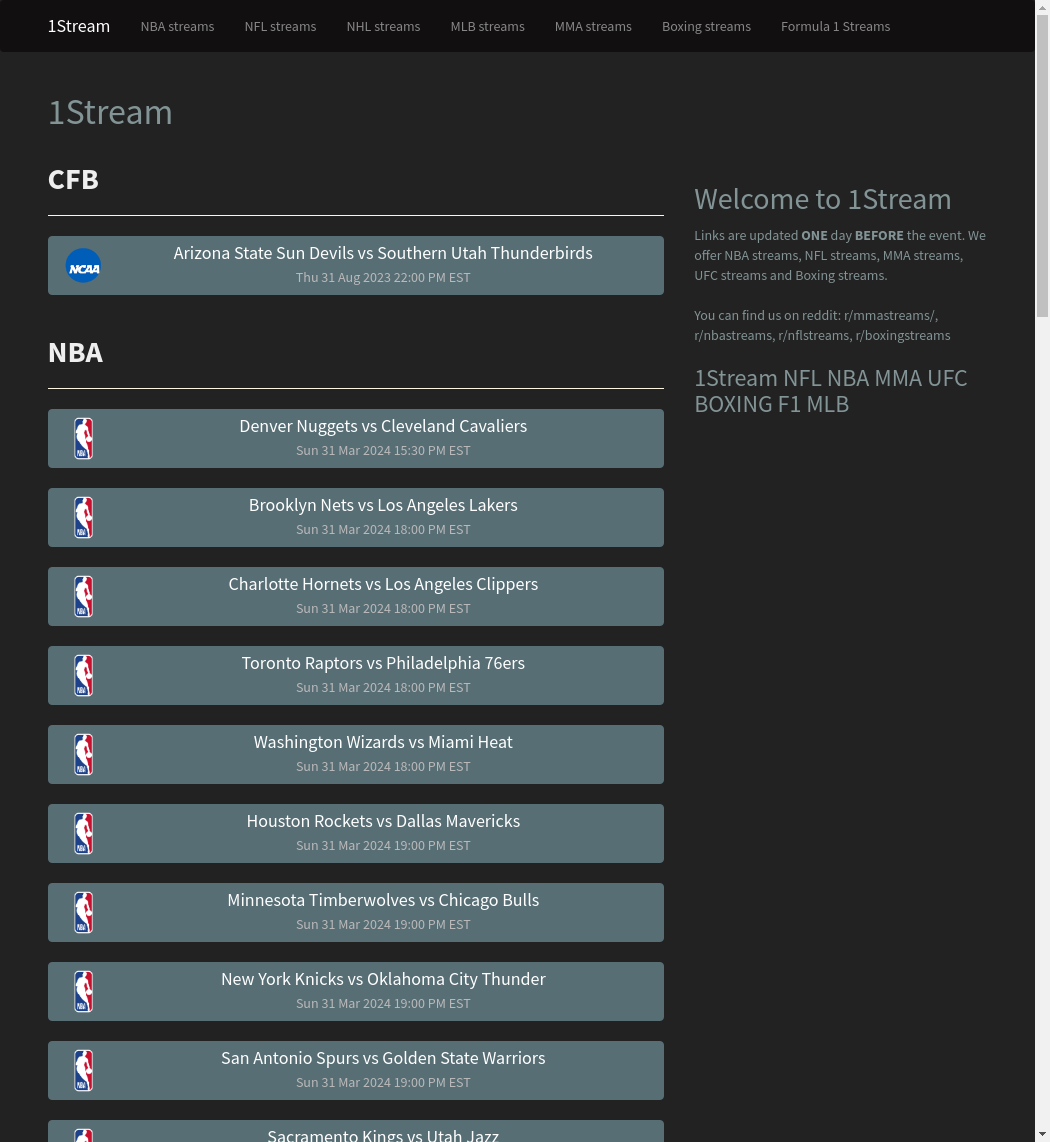 1Stream
NBA streams
NFL streams
NHL streams
MLB streams
MMA streams
Boxing streams
Formula 1 Streams
1Stream
CFB
NCAA
Arizona State Sun Devils vs Southern Utah Thunderbirds
Thu 31 Aug 2023 22:00 PM EST
NBA
Denver Nuggets vs Cleveland Cavaliers
Sun 31 Mar 2024 15:30 PM EST
Brooklyn Nets vs Los Angeles Lakers
Sun 31 Mar 2024 18:00 PM EST
Charlotte Hornets vs Los Angeles Clippers
Sun 31 Mar 2024 18:00 PM EST
Toronto Raptors vs Philadelphia 76ers
Sun 31 Mar 2024 18:00 PM EST
Washington Wizards vs Miami Heat
Sun 31 Mar 2024 18:00 PM EST
Houston Rockets vs Dallas Mavericks
Sun 31 Mar 2024 19:00 PM EST
Minnesota Timberwolves vs Chicago Bulls
Sun 31 Mar 2024 19:00 PM EST
New York Knicks vs Oklahoma City Thunder
Sun 31 Mar 2024 19:00 PM EST
San Antonio Spurs vs Golden State Warriors
Sun 31 Mar 2024 19:00 PM EST
Sacramento Kings vs Utah Jazz
Welcome to 1Stream
Links are updated ONE day BEFORE the event. We
offer NBA streams, NFL streams, MMA streams,
UFC streams and Boxing streams.
You can find us on reddit: r/mmastreams/,
r/nbastreams, r/nflstreams, r/boxingstreams
1Stream NFL NBA MMA UFC
BOXING F1 MLB